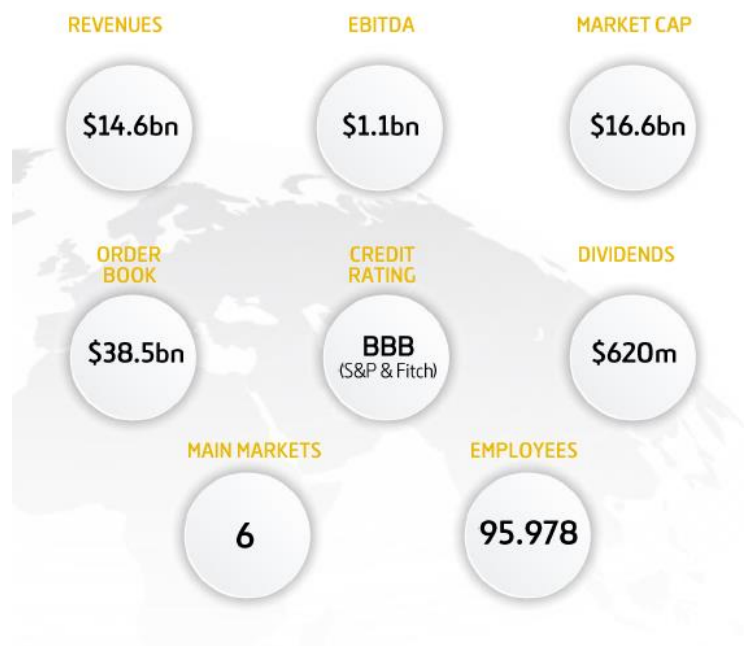 REVENUES
EBITDA
MARKET CAP
$14.6bn
$1.1bn
$16.6bn
ORDER
BOOK
CREDIT
RATING
DIVIDENDS
$38.5bn
BBB
(S&P & Fitch)
$620m
MAIN MARKETS
EMPLOYEES
6
95.978